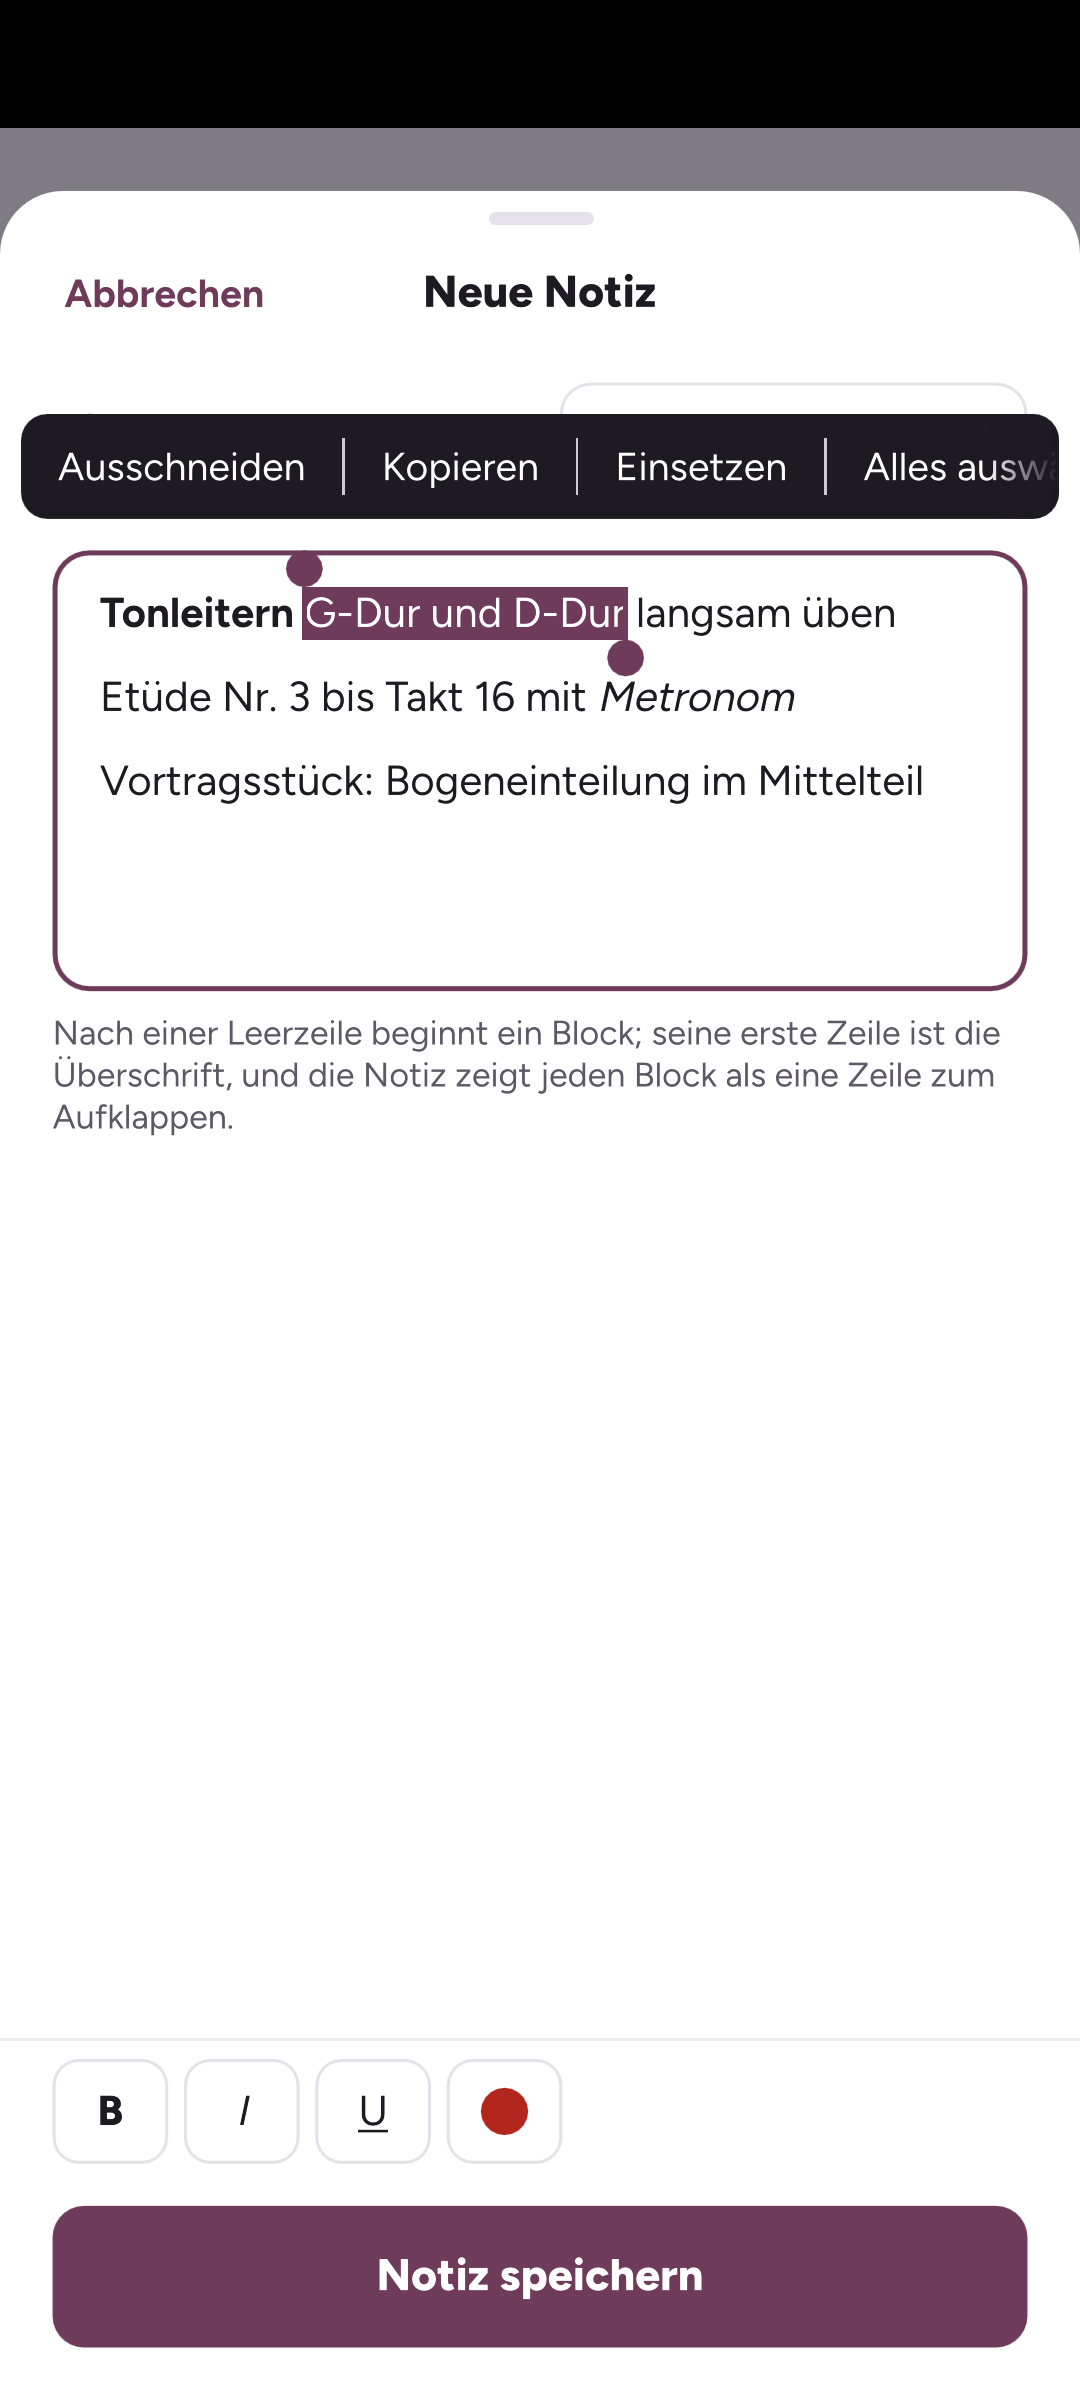 Abbrechen
Neue Notiz
Ausschneiden
Kopieren
Einsetzen
Alles
Tonleitern G-Dur und D-Dur langsam üben
Etüde Nr. 3 bis Takt 16 mit Metronom
Vortragsstück: Bogeneinteilung im Mittelteil
Nach einer Leerzeile beginnt ein Block; seine erste Zeile ist die
Überschrift, und die Notiz zeigt jeden Block als eine Zeile zum
Aufklappen.
B
I
U
Notiz speichern